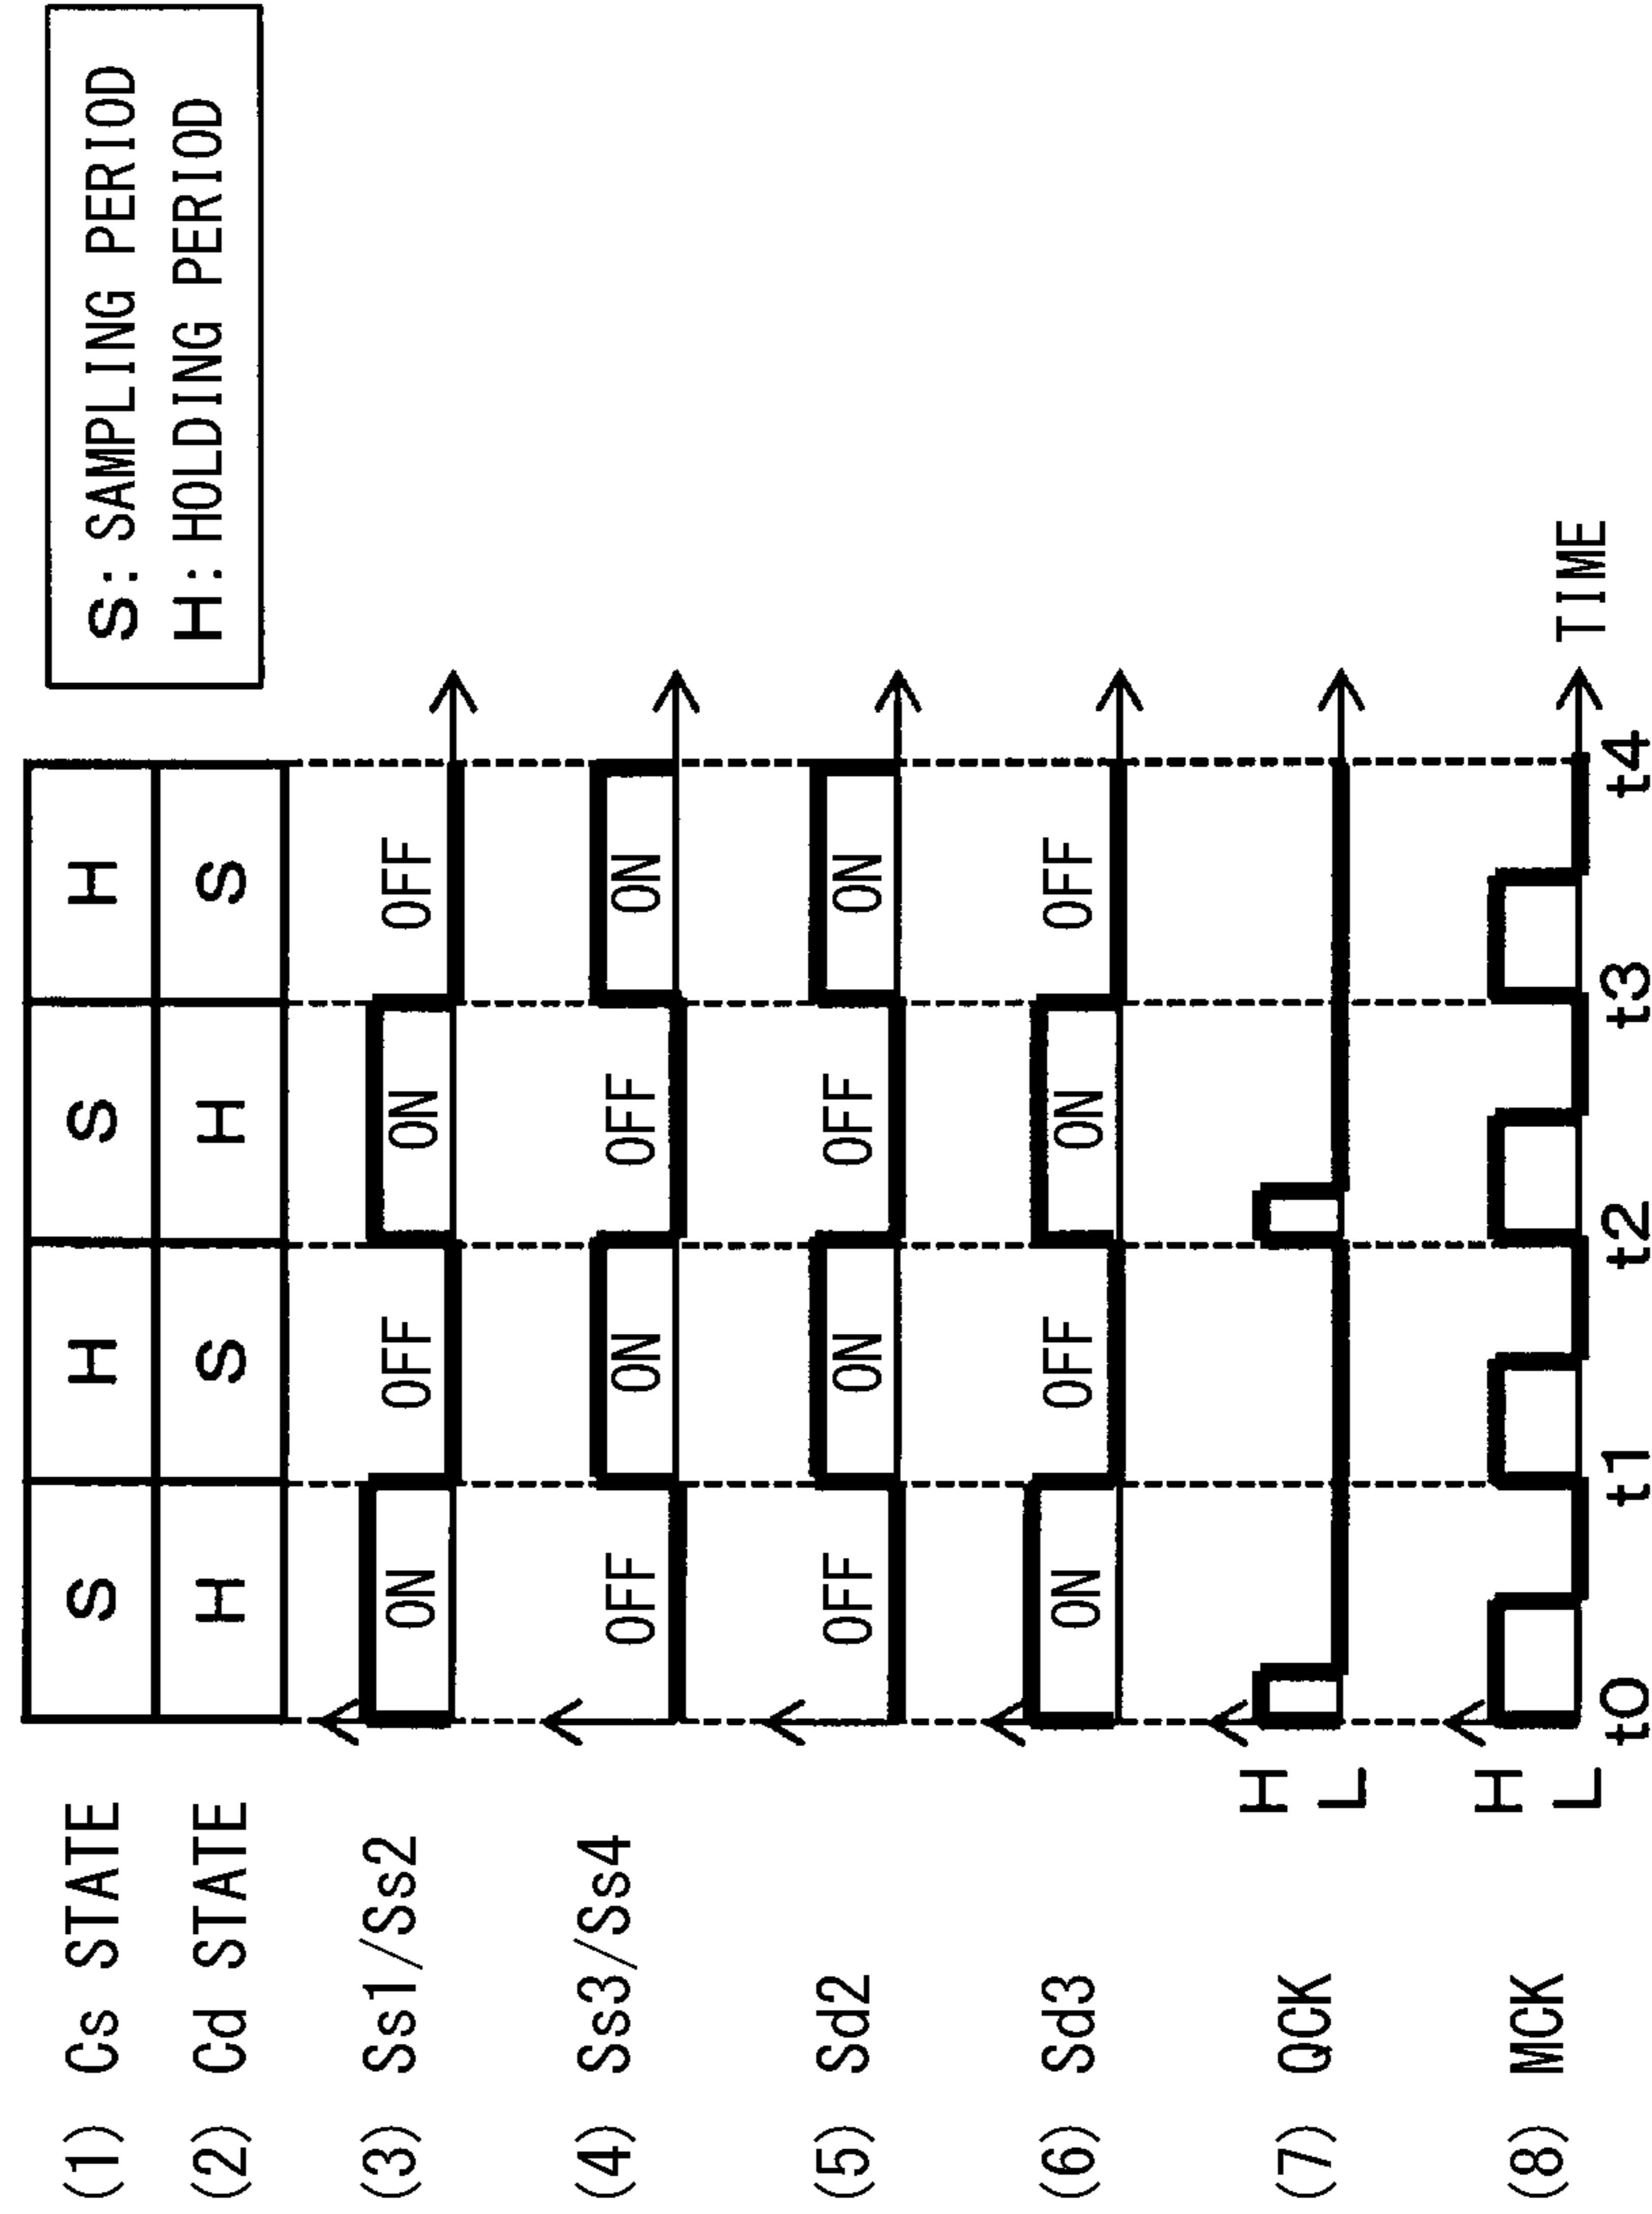 S:SAMPLING PERIOD
H:HOLDING PERIOD
(1) Cs STATE S H S H
(2) Cd STATE H S H S
(3) Ss1/Ss2 ON OFF ON OFF
(4) Ss3/Ss4 OFF ON OFF ON
(5) Sd2 OFF ON OFF ON
(6) Sd3 ON OFF ON OFF
(7) QCK H
L
(8) MCK H
L
TIME
t0 t1 t2 t3 t4